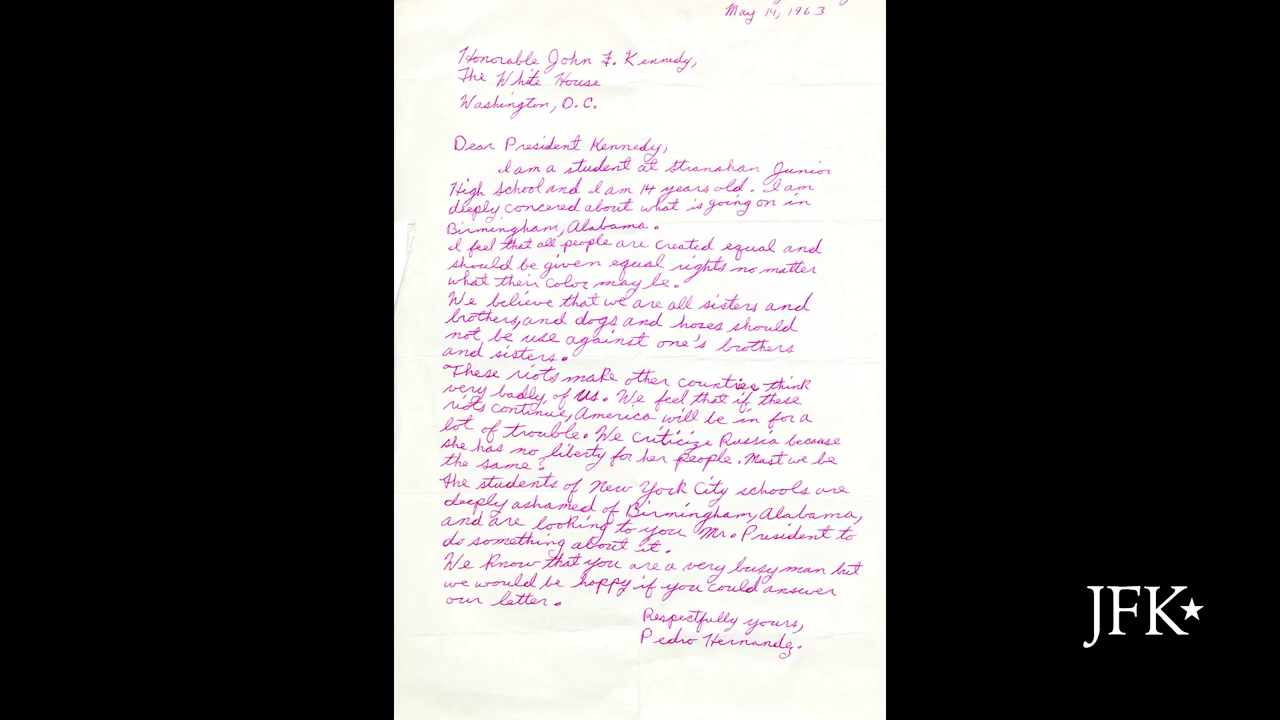 May 14, 1963
Honorable John F. Kennedy,
The White House
Washington, D.C.
Dear President Kennedy,
I am a student at Stranahan Junior
High School and I am 14 years old. I am
deeply concered about what is going on in
Birmingham, Alabama.
I feel that all people are created equal and
should be given equal rights no matter
what their color may be.
We believe that we are all sisters and
brothers, and dogs and hoses should
not be use against one's brothers
and sisters.
These riots make other countries think
very badly of us. We feel that if these
riots continue, America will be in for a
lot of trouble. We criticize Russia because
she has no liberty for her people. Must we be
the same?
The students of New York City schools are
deeply ashamed of Birmingham, Alabama,
and are looking to you Mr. President to
do something about it.
We know that you are a very busy man but
we would be happy if you could answer
our letter.
Respectfully yours,
Pedro Hernandez.
JFK